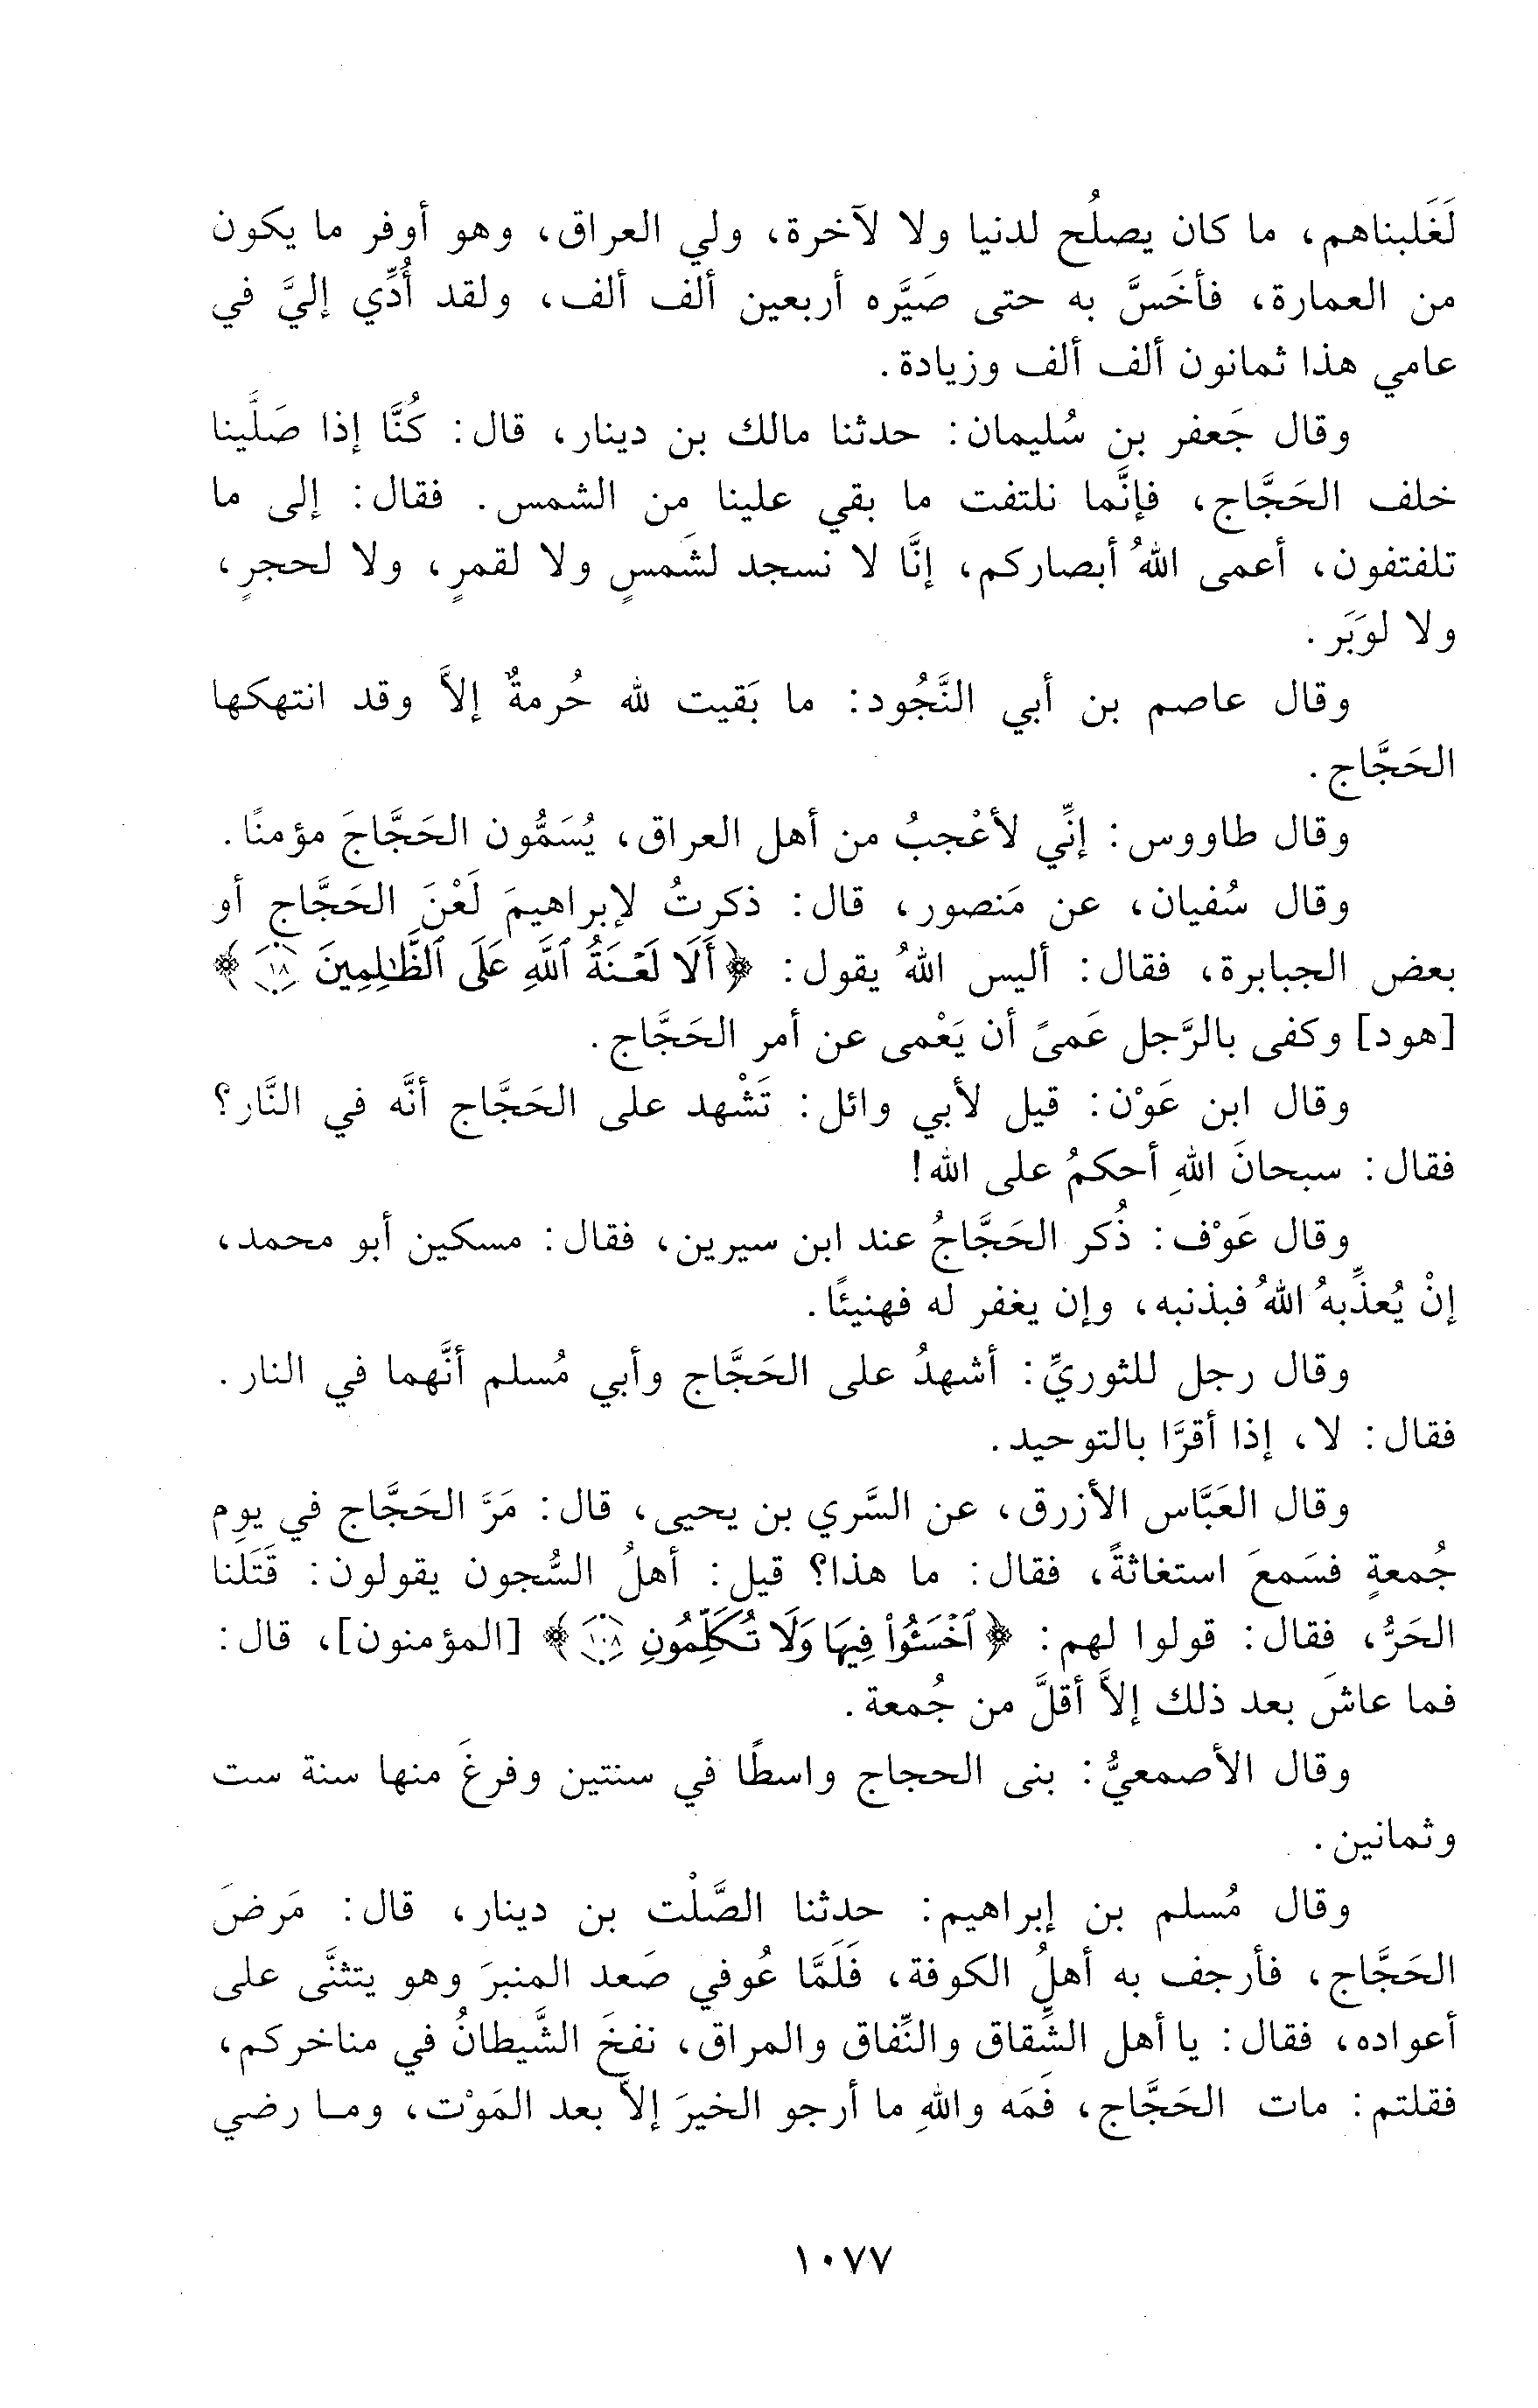 لَغَلبناهم، ما كان يصلُح لدنيا ولا لآخرة، ولي العراق، وهو أوفر ما يكون
من العمارة، فأخَسَّ به حتى صَيَّره أربعين ألف ألف، ولقد أُدِّي إليَّ في
عامي هذا ثمانون ألف ألف وزيادة.
وقال جَعفر بن سُليمان: حدثنا مالك بن دينار، قال: كُنَّا إذا صَلَّينا
خلف الحَجَّاج، فإنَّما نلتفت ما بقي علينا من الشمس. فقال: إلى ما
تلفتفون، أعمى اللهُ أبصاركم، إنَّا لا نسجد لشَمسٍ ولا لقمرٍ، ولا لحجرٍ،
ولا لوَبَر.
وقال عاصم بن أبي النَّجُود: ما بَقيت لله حُرمةٌ إلاَّ وقد انتهكها
الحَجَّاج.
وقال طاووس: إنِّي لأعْجبُ من أهل العراق، يُسَمُّون الحَجَّاجَ مؤمنًا.
وقال سُفيان، عن مَنصور، قال: ذكرتُ لإبراهيمَ لَعْنَ الحَجَّاج أو
بعض الجبابرة، فقال: أليس اللهُ يقول: ﴿أَلَا لَعْنَةُ ٱللَّهِ عَلَى ٱلظَّـٰلِمِينَ ۝١٨﴾
[هود] وكفى بالرَّجل عَمىً أن يَعْمى عن أمر الحَجَّاج.
وقال ابن عَوْن: قيل لأبي وائل: تَشْهد على الحَجَّاج أنَّه في النَّار؟
فقال: سبحانَ اللهِ أحكمُ على الله!
وقال عَوْف: ذُكر الحَجَّاجُ عند ابن سيرين، فقال: مسكين أبو محمد،
إنْ يُعذِّبهُ اللهُ فبذنبه، وإن يغفر له فهنيئًا.
وقال رجل للثوريِّ: أشهدُ على الحَجَّاج وأبي مُسلم أنَّهما في النار.
فقال: لا، إذا أقرَّا بالتوحيد.
وقال العَبَّاس الأزرق، عن السَّري بن يحيى، قال: مَرَّ الحَجَّاج في يومِ
جُمعةٍ فسَمعَ استغاثةً، فقال: ما هذا؟ قيل: أهلُ السُّجون يقولون: قَتَلَنا
الحَرُّ، فقال: قولوا لهم: ﴿ٱخْسَـُٔوا۟ فِيهَا وَلَا تُكَلِّمُونِ ۝١٠٨﴾ [المؤمنون]، قال:
فما عاشَ بعد ذلك إلاَّ أقلَّ من جُمعة.
وقال الأصمعيُّ: بنى الحجاج واسطًا في سنتين وفرغَ منها سنة ست
وثمانين.
وقال مُسلم بن إبراهيم: حدثنا الصَّلْت بن دينار، قال: مَرضَ
الحَجَّاج، فأرجف به أهلُ الكوفة، فَلَمَّا عُوفي صَعد المنبرَ وهو يتثنَّى على
أعواده، فقال: يا أهل الشِّقاق والنِّفاق والمراق، نفخَ الشَّيطانُ في مناخركم،
فقلتم: مات الحَجَّاج، فَمَه واللهِ ما أرجو الخيرَ إلاَّ بعد المَوْت، وما رضي
١٠٧٧